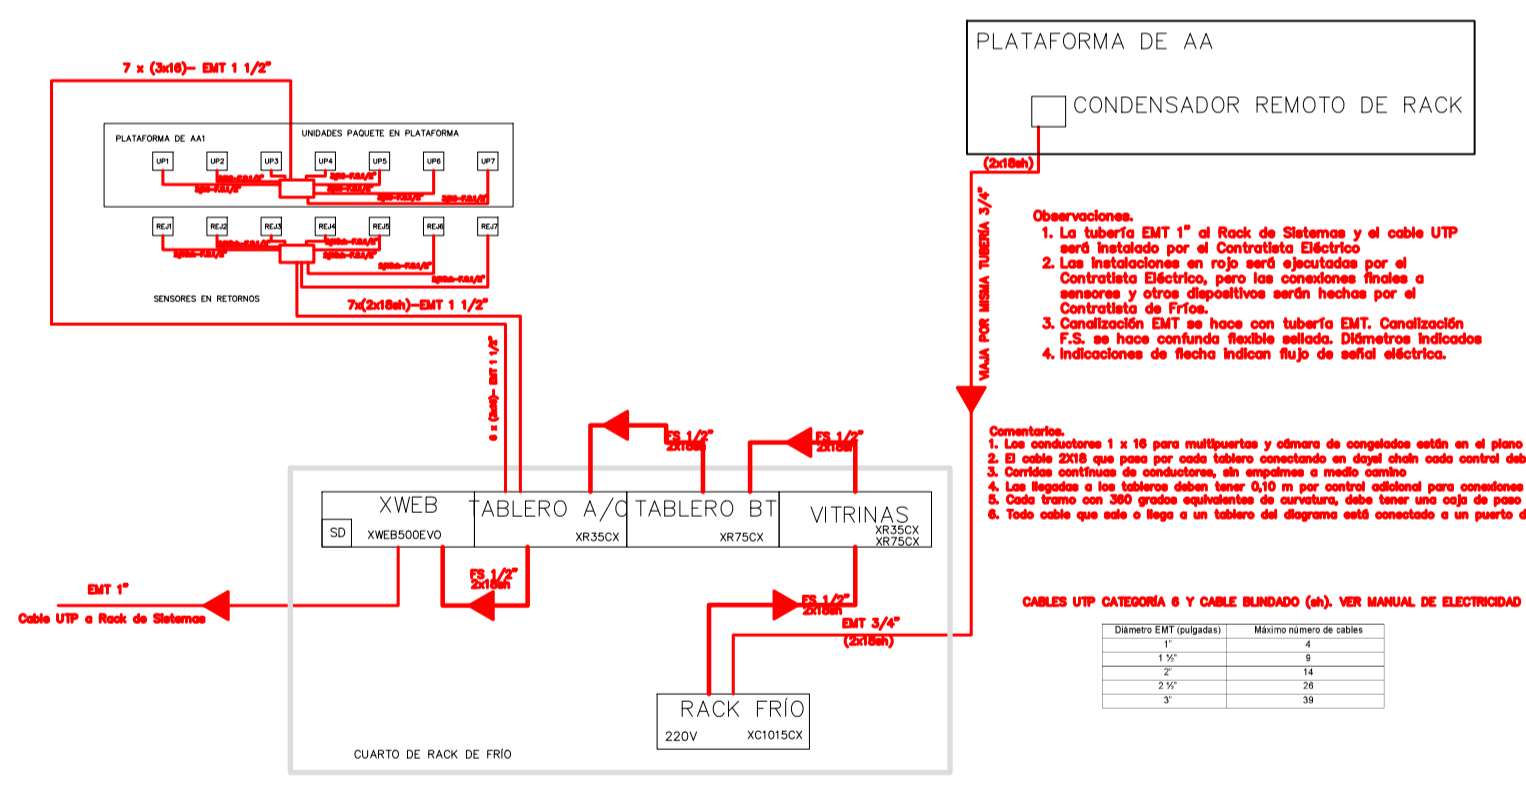 PLATAFORMA DE AA
CONDENSADOR REMOTO DE RACK
(2x18sh)
VIAJA POR MISMA TUBERÍA 3/4"
7 x (3x16)- EMT 1 1/2"
PLATAFORMA DE AA1
UNIDADES PAQUETE EN PLATAFORMA
UP1 UP2 UP3 UP4 UP5 UP6 UP7
REJ1 REJ2 REJ3 REJ4 REJ5 REJ6 REJ7
SENSORES EN RETORNOS
7x(2x18sh)-EMT 1 1/2"
6 x (3x16)- EMT 1 1/2"
Observaciones.
1. La tubería EMT 1" al Rack de Sistemas y el cable UTP
será instalado por el Contratista Eléctrico
2. Las instalaciones en rojo será ejecutadas por el
Contratista Eléctrico, pero las conexiones finales a
sensores y otros dispositivos serán hechas por el
Contratista de Fríos.
3. Canalización EMT se hace con tubería EMT. Canalización
F.S. se hace confunda flexible sellada. Diámetros indicados
4. Indicaciones de flecha indican flujo de señal eléctrica.
Comentarios.
1. Los conductores 1 x 16 para multipuertas y cámara de congelados están en el plano
2. El cable 2X18 que pasa por cada tablero conectando en daysi chain cada control deb
3. Corridas contínuas de conductores, sin empalmes a medio camino
4. Las llegadas a los tableros deben tener 0,10 m por control adicional para conexiones
5. Cada tramo con 360 grados equivalentes de curvatura, debe tener una caja de paso
6. Todo cable que sale o llega a un tablero del diagrama está conectado a un puerto d
FS 1/2"
2x18sh
FS 1/2"
2x18sh
XWEB
SD
XWEB500EVO
TABLERO A/C
XR35CX
TABLERO BT
XR75CX
VITRINAS
XR35CX
XR75CX
FS 1/2"
2x18sh
EMT 1"
Cable UTP a Rack de Sistemas
FS 1/2"
2x18sh
EMT 3/4"
(2x18sh)
RACK FRÍO
220V
XC1015CX
CUARTO DE RACK DE FRÍO
CABLES UTP CATEGORÍA 6 Y CABLE BLINDADO (sh). VER MANUAL DE ELECTRICIDAD
Diámetro EMT (pulgadas) Máximo número de cables
1" 4
1 ½" 9
2" 14
2 ½" 26
3" 39